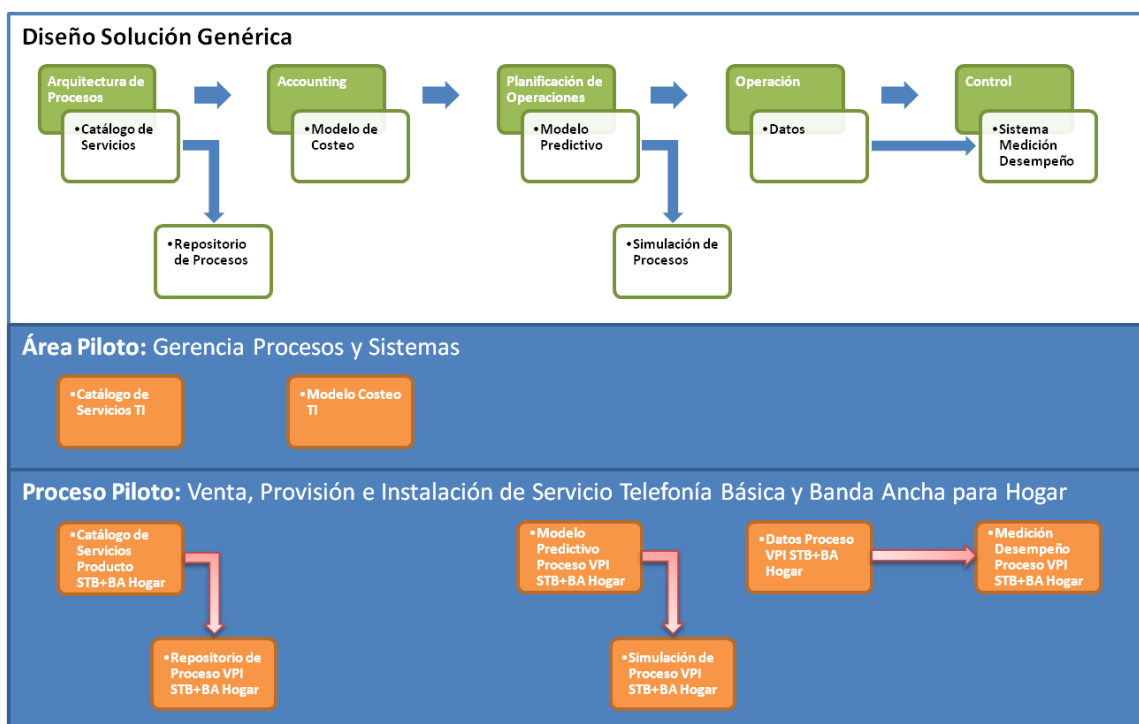 Diseño Solución Genérica
Arquitectura de
Procesos
•Catálogo de
Servicios
Accounting
•Modelo de
Costeo
Planificación de
Operaciones
•Modelo
Predictivo
Operación
•Datos
Control
•Sistema
Medición
Desempeño
•Repositorio
de Procesos
•Simulación de
Procesos
Área Piloto: Gerencia Procesos y Sistemas
•Catálogo de
Servicios TI
•Modelo Costeo
TI
Proceso Piloto: Venta, Provisión e Instalación de Servicio Telefonía Básica y Banda Ancha para Hogar
•Catálogo de
Servicios
Producto
STB+BA Hogar
•Modelo
Predictivo
Proceso VPI
STB+BA Hogar
•Datos Proceso
VPI STB+BA
Hogar
•Medición
Desempeño
Proceso VPI
STB+BA Hogar
•Repositorio de
Proceso VPI
STB+BA Hogar
•Simulación de
Proceso VPI
STB+BA Hogar